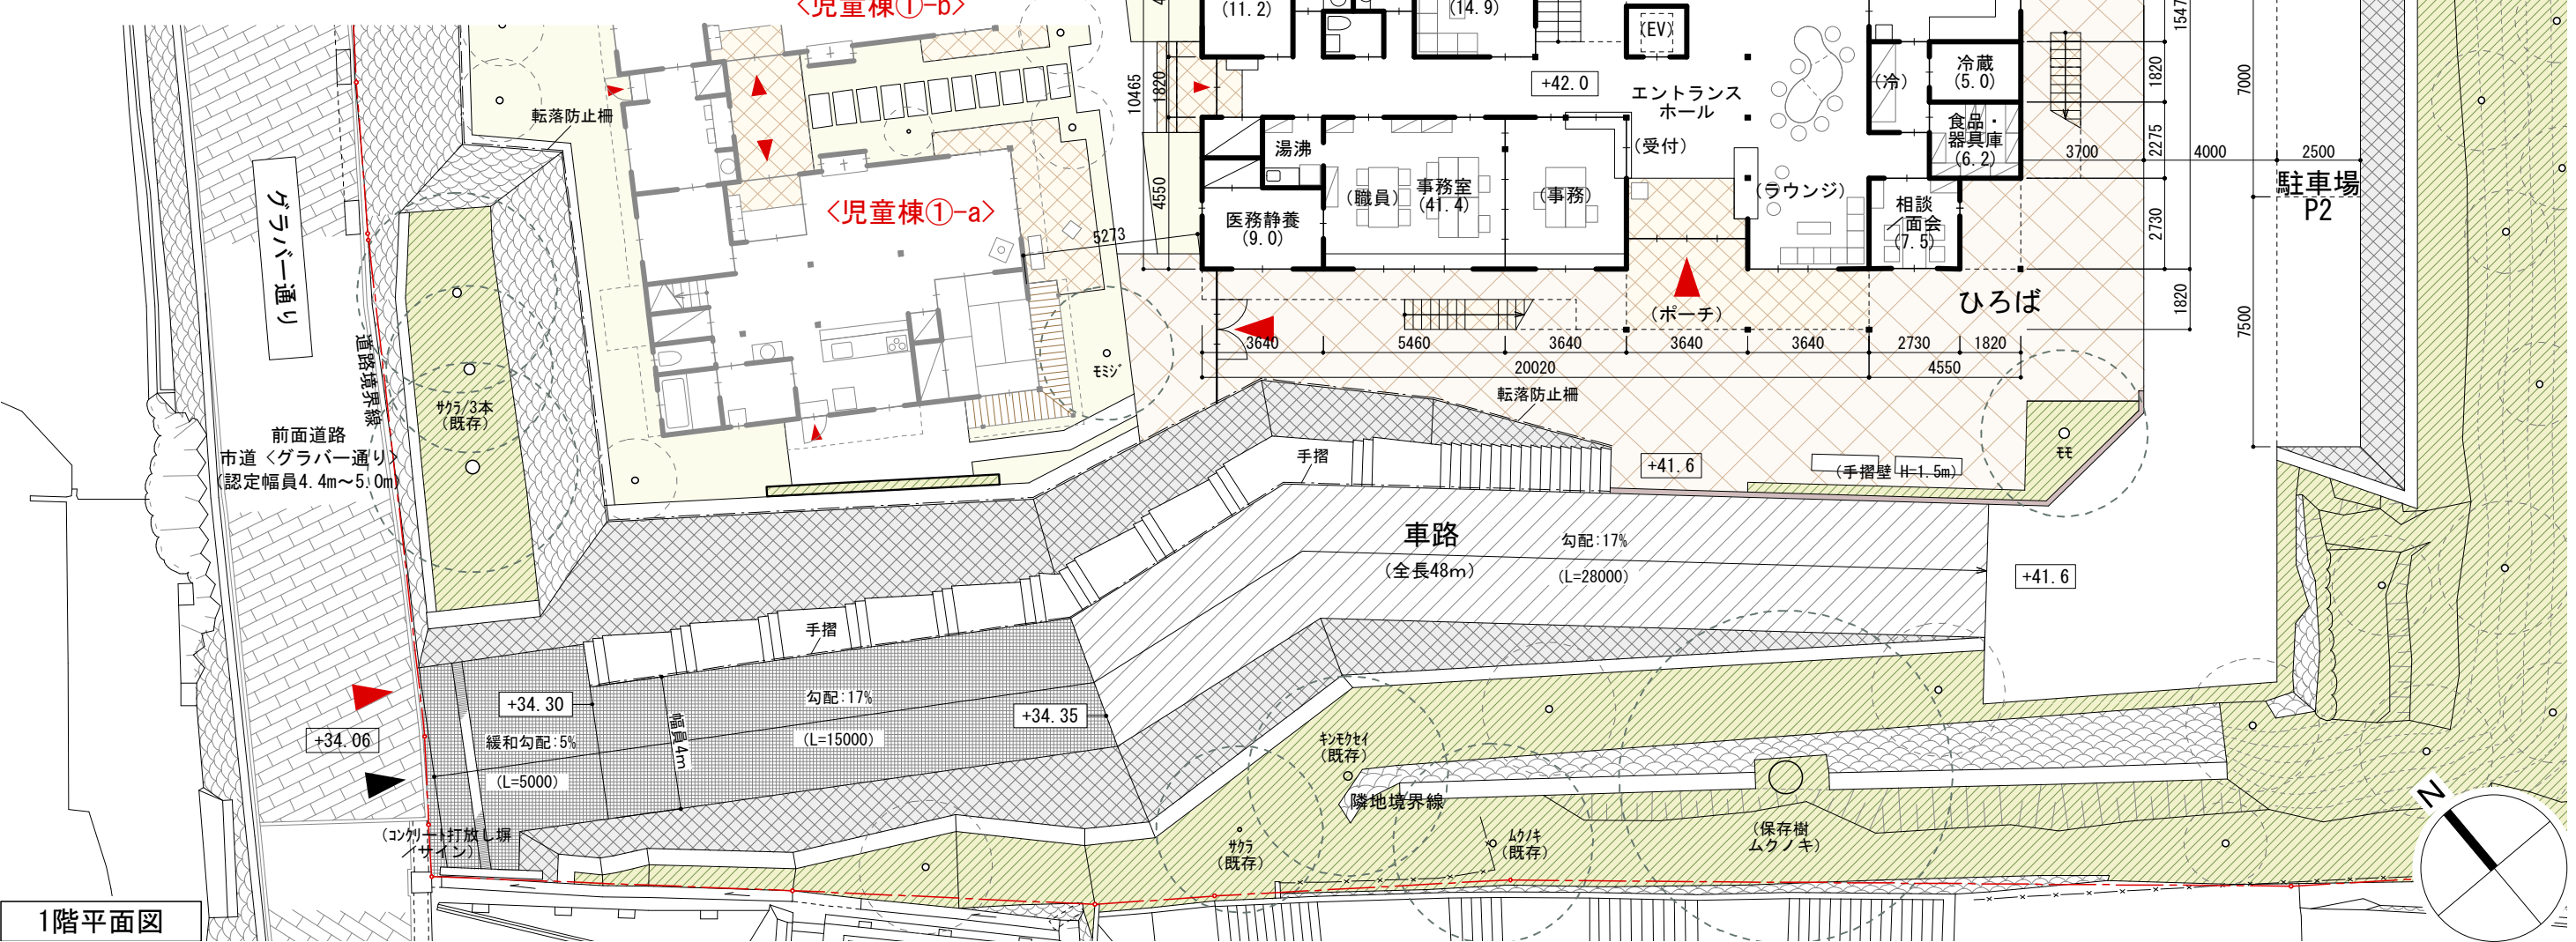 <児童棟①-b>
(11.2)
(14.9)
(EV)
+42.0
エントランス
ホール
(受付)
(冷)
冷蔵
(5.0)
食品・
器具庫
(6.2)
10465
1820
4550
1547
1820
2275
2730
1820
3700
4000
2500
7000
7500
駐車場
P2
転落防止柵
<児童棟①-a>
湯沸
医務静養
(9.0)
(職員)
事務室
(41.4)
(事務)
(ラウンジ)
相談
/面会
(7.5)
5273
グラバー通り
道路境界線
ひろば
(ポーチ)
3640
5460
3640
3640
3640
2730
1820
20020
4550
モミジ
転落防止柵
サクラ/3本
(既存)
前面道路
市道 <グラバー通り>
(認定幅員4.4m～5.0m)
手摺
+41.6
(手摺壁 H=1.5m)
モモ
車路
(全長48m)
勾配:17%
(L=28000)
+41.6
手摺
+34.30
勾配:17%
(L=15000)
幅員4m
+34.35
+34.06
緩和勾配:5%
(L=5000)
キンモクセイ
(既存)
隣地境界線
(コンクリート打放し塀
/サイン)
サクラ
(既存)
ムクノキ
(既存)
(保存樹
ムクノキ)
N
1階平面図